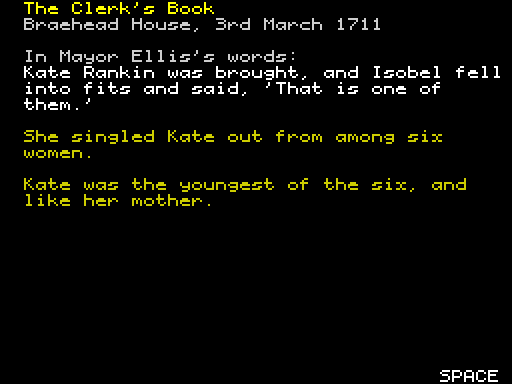 The Clerk's Book
Braehead House, 3rd March 1711
In Mayor Ellis's words:
Kate Rankin was brought, and Isobel fell
into fits and said, 'That is one of
them.'
She singled Kate out from among six
women.
Kate was the youngest of the six, and
like her mother.
SPACE